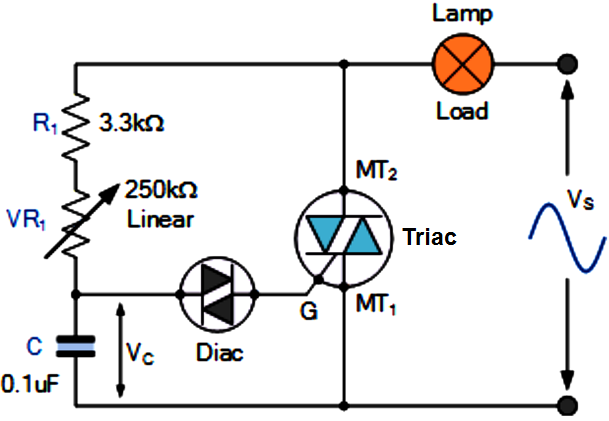 Lamp
Load
R1
3.3kΩ
MT2
VR1
250kΩ
Linear
Triac
VS
G
MT1
C
0.1uF
VC
Diac